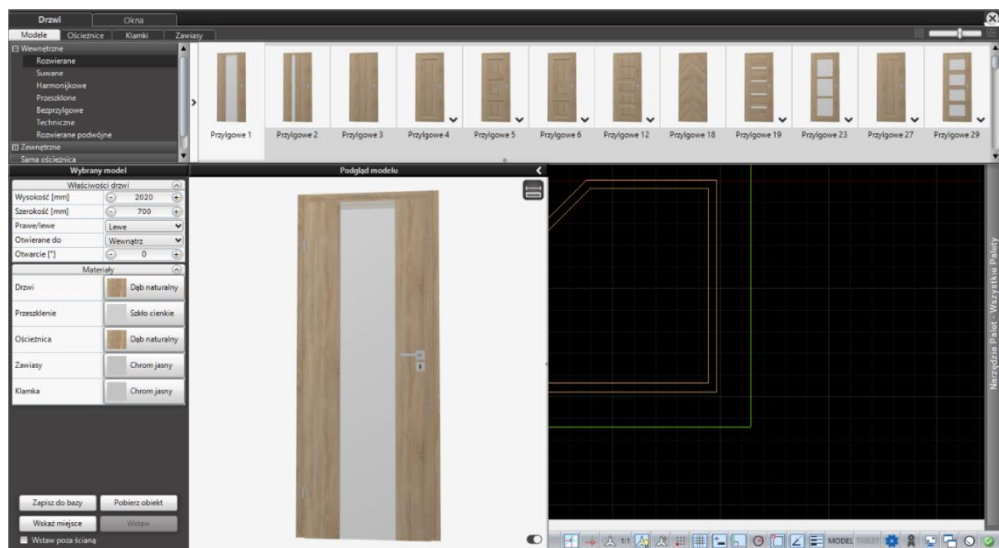 Drzwi Okna
Modele Ościeżnice Klamki Zawiasy
Wewnętrzne
Rozwierane
Suwane
Harmonijkowe
Przeszklone
Bezprzylgowe
Techniczne
Rozwierane podwójne
Zewnętrzne
Sama ościeżnica
Przylgowe 1 Przylgowe 2 Przylgowe 3 Przylgowe 4 Przylgowe 5 Przylgowe 6 Przylgowe 12 Przylgowe 18 Przylgowe 19 Przylgowe 23 Przylgowe 27 Przylgowe 29
Wybrany model
Właściwości drzwi
Wysokość [mm] 2020
Szerokość [mm] 700
Prawe/lewe Lewe
Otwierane do Wewnątrz
Otwarcie [°] 0
Materiały
Drzwi Dąb naturalny
Przeszklenie Szkło cienkie
Ościeżnica Dąb naturalny
Zawiasy Chrom jasny
Klamka Chrom jasny
Zapisz do bazy Pobierz obiekt
Wskaż miejsce Wstaw
Wstaw poza ścianą
Podgląd modelu
Narzędzie Palet - Wszystkie Palety
1:1 MODEL TABLET